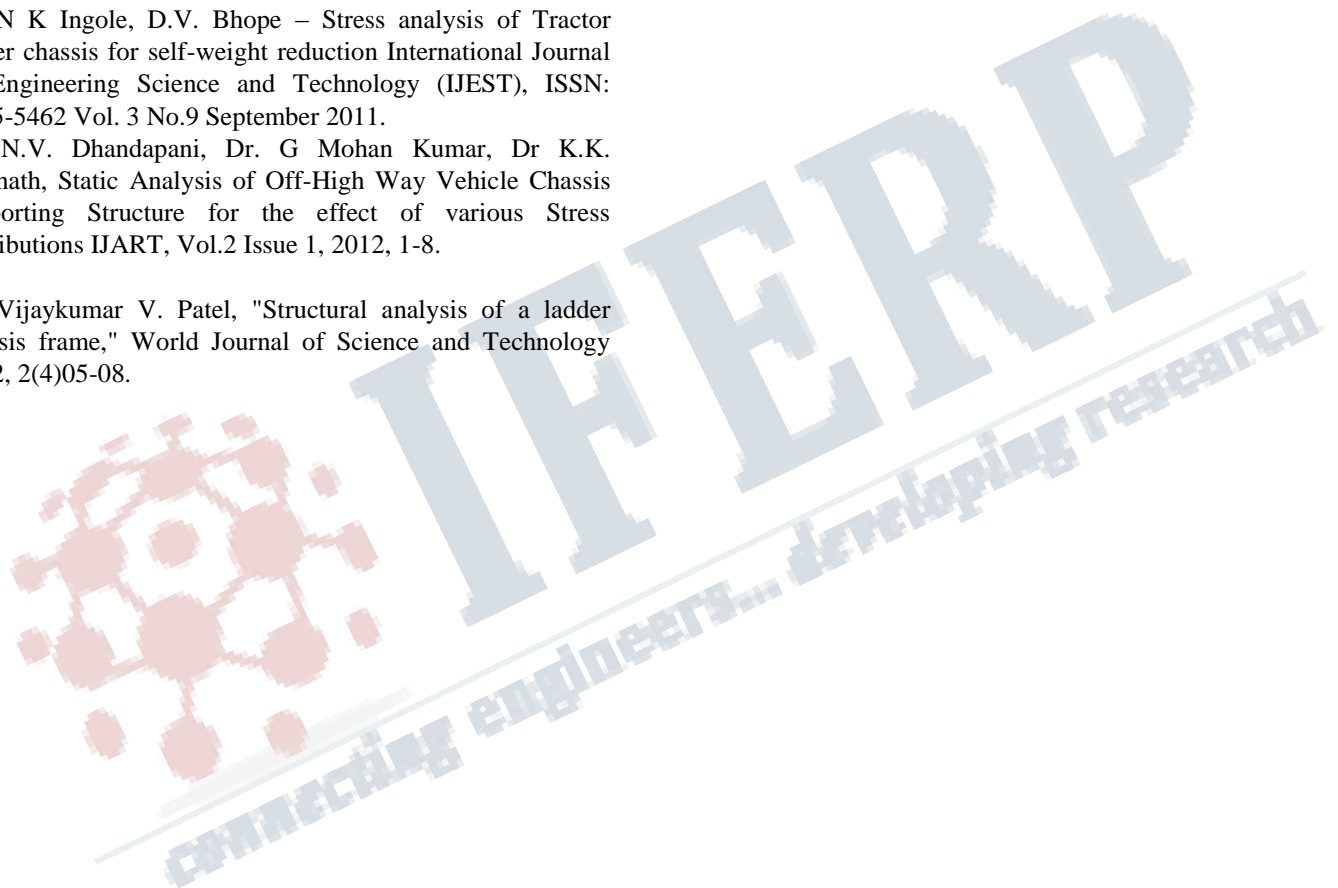 N K Ingole, D.V. Bhope – Stress analysis of Tractor
er chassis for self-weight reduction International Journal
Engineering Science and Technology (IJEST), ISSN:
5-5462 Vol. 3 No.9 September 2011.
N.V. Dhandapani, Dr. G Mohan Kumar, Dr K.K.
nath, Static Analysis of Off-High Way Vehicle Chassis
porting Structure for the effect of various Stress
ributions IJART, Vol.2 Issue 1, 2012, 1-8.
Vijaykumar V. Patel, "Structural analysis of a ladder
sis frame," World Journal of Science and Technology
2, 2(4)05-08.
IFERP
connecting engineers... developing research